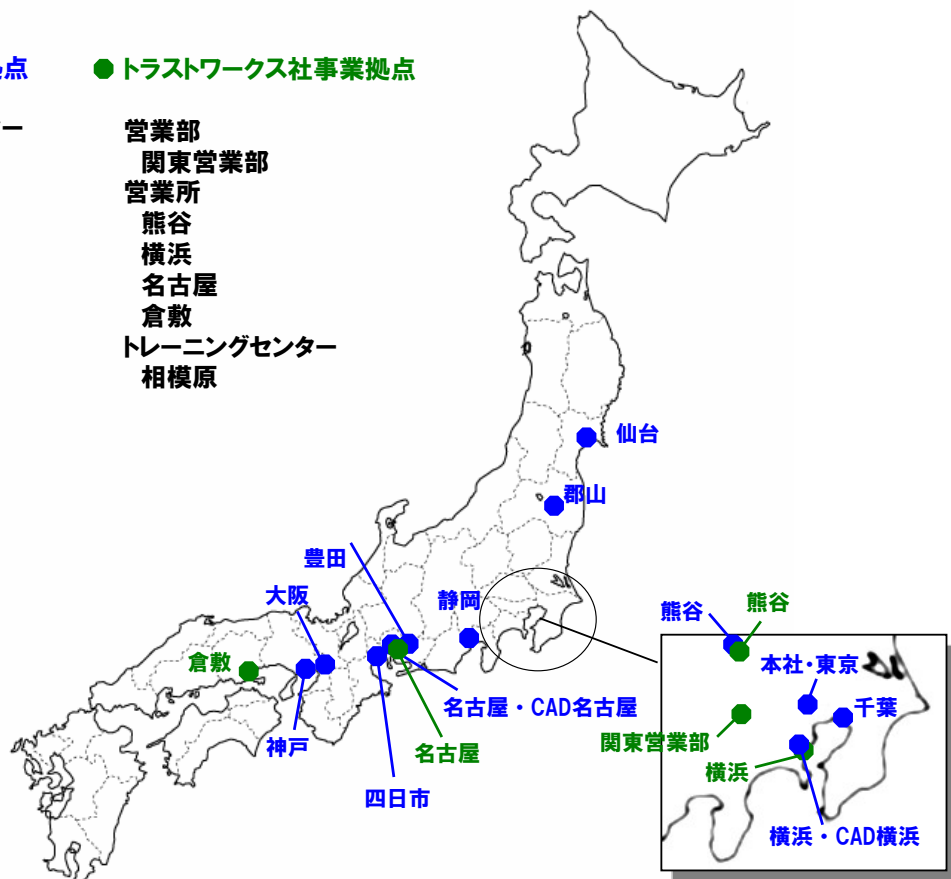 点
● トラストワークス社事業拠点
ー
営業部
関東営業部
営業所
熊谷
横浜
名古屋
倉敷
トレーニングセンター
相模原
仙台
郡山
豊田
大阪
静岡
倉敷
神戸
名古屋・CAD名古屋
名古屋
四日市
熊谷
熊谷
本社・東京
千葉
関東営業部
横浜
横浜・CAD横浜